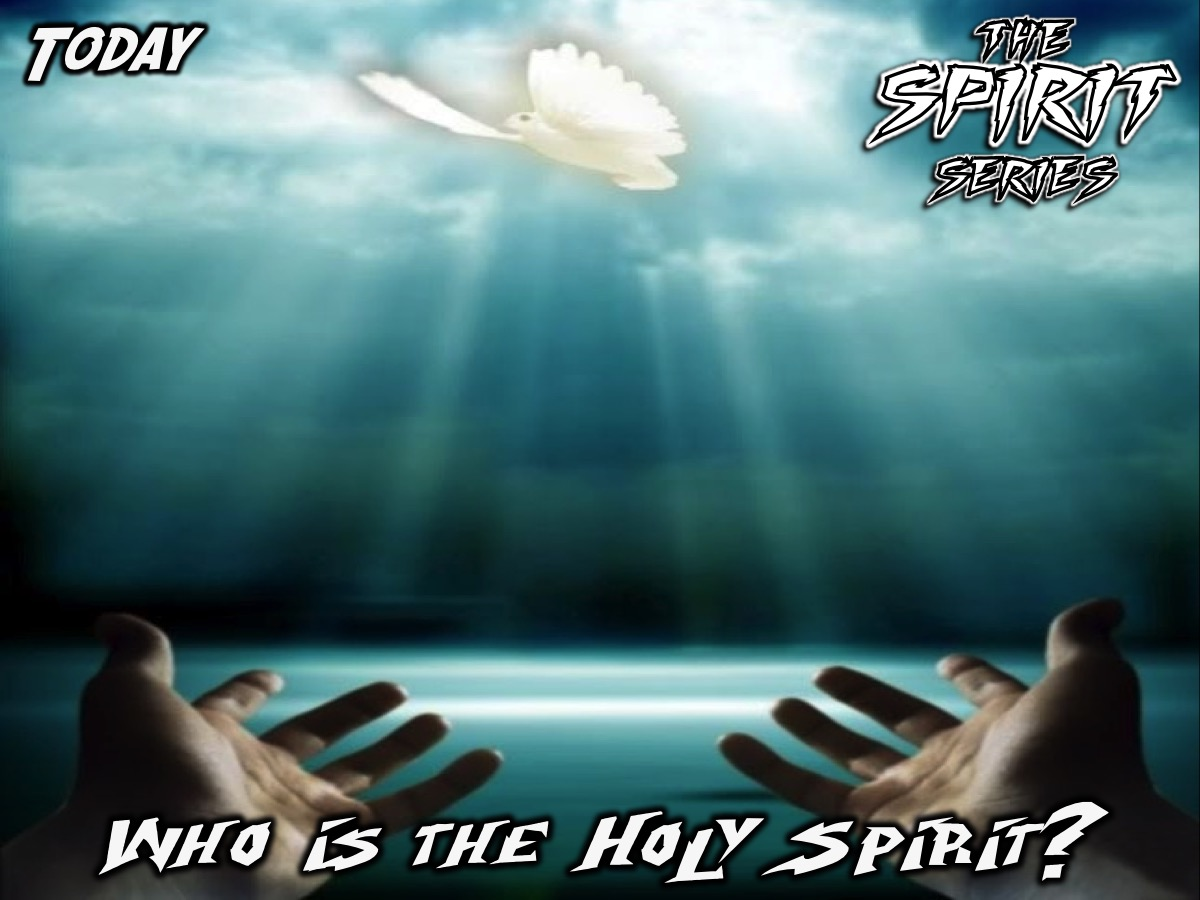 Today
THE
SPIRIT
SERIES
Who is the Holy Spirit?